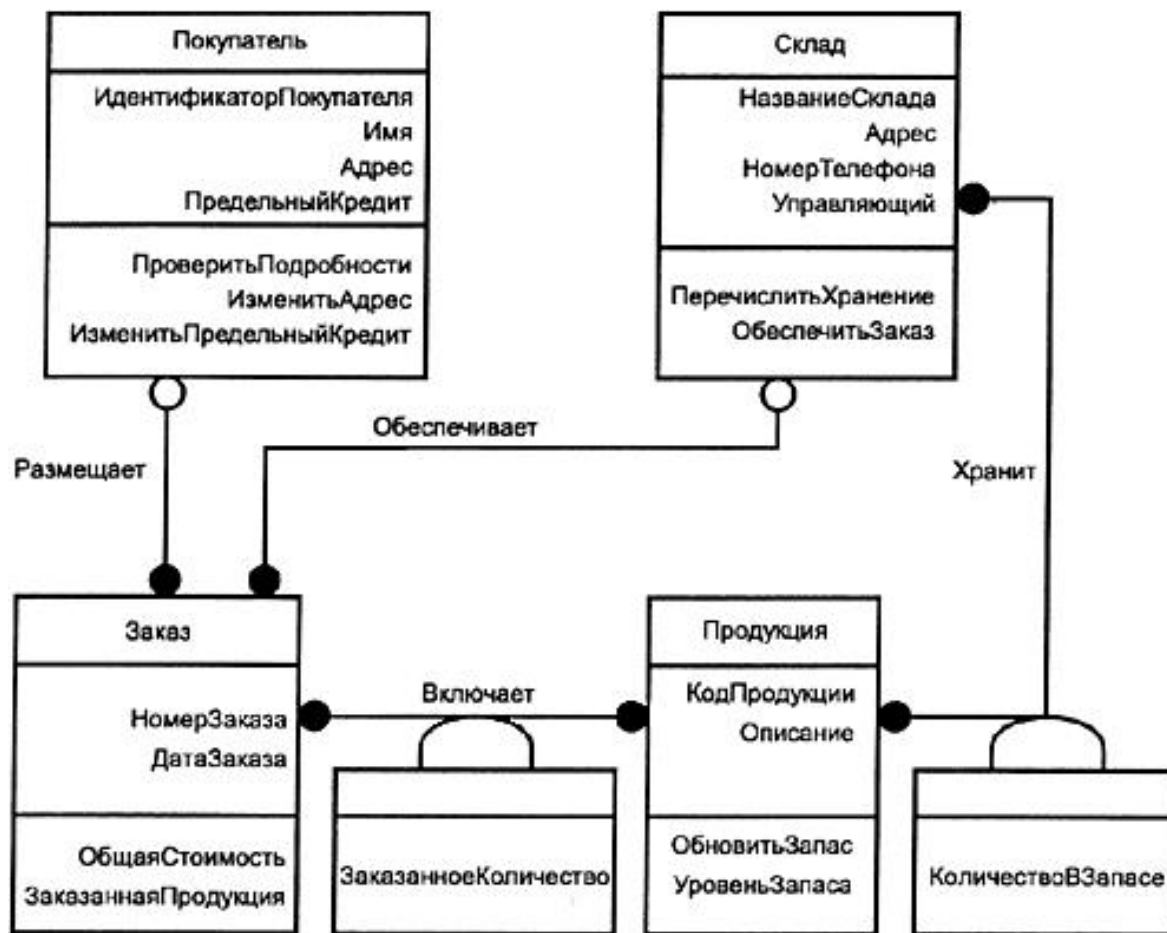 Покупатель
ИдентификаторПокупателя
Имя
Адрес
ПредельныйКредит
ПроверитьПодробности
ИзменитьАдрес
ИзменитьПредельныйКредит
Склад
НазваниеСклада
Адрес
НомерТелефона
Управляющий
ПеречислитьХранение
ОбеспечитьЗаказ
Размещает
Обеспечивает
Хранит
Заказ
НомерЗаказа
ДатаЗаказа
ОбщаяСтоимость
ЗаказаннаяПродукция
Включает
ЗаказанноеКоличество
Продукция
КодПродукции
Описание
ОбновитьЗапас
УровеньЗапаса
КоличествоВЗапасе